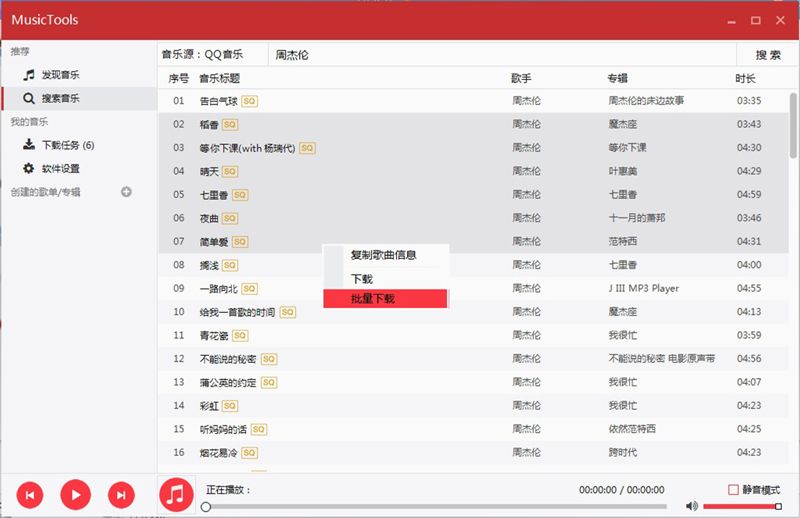 MusicTools
推荐
发现音乐
搜索音乐
我的音乐
下载任务 (6)
软件设置
创建的歌单/专辑
音乐源：QQ音乐 周杰伦 搜 索
序号 音乐标题 歌手 专辑 时长
01 告白气球 SQ 周杰伦 周杰伦的床边故事 03:35
02 稻香 SQ 周杰伦 魔杰座 03:43
03 等你下课(with 杨瑞代) SQ 周杰伦 等你下课 04:30
04 晴天 SQ 周杰伦 叶惠美 04:29
05 七里香 SQ 周杰伦 七里香 04:59
06 夜曲 SQ 周杰伦 十一月的萧邦 03:46
07 简单爱 SQ 周杰伦 范特西 04:31
08 搁浅 SQ 周杰伦 七里香 04:00
09 一路向北 SQ 周杰伦 J III MP3 Player 04:55
10 给我一首歌的时间 SQ 周杰伦 魔杰座 04:13
11 青花瓷 SQ 周杰伦 我很忙 03:59
12 不能说的秘密 SQ 周杰伦 不能说的秘密 电影原声带 04:56
13 蒲公英的约定 SQ 周杰伦 我很忙 04:07
14 彩虹 SQ 周杰伦 我很忙 04:23
15 听妈妈的话 SQ 周杰伦 依然范特西 04:25
16 烟花易冷 SQ 周杰伦 跨时代 04:23
复制歌曲信息
下载
批量下载
正在播放： 00:00:00 / 00:00:00 静音模式